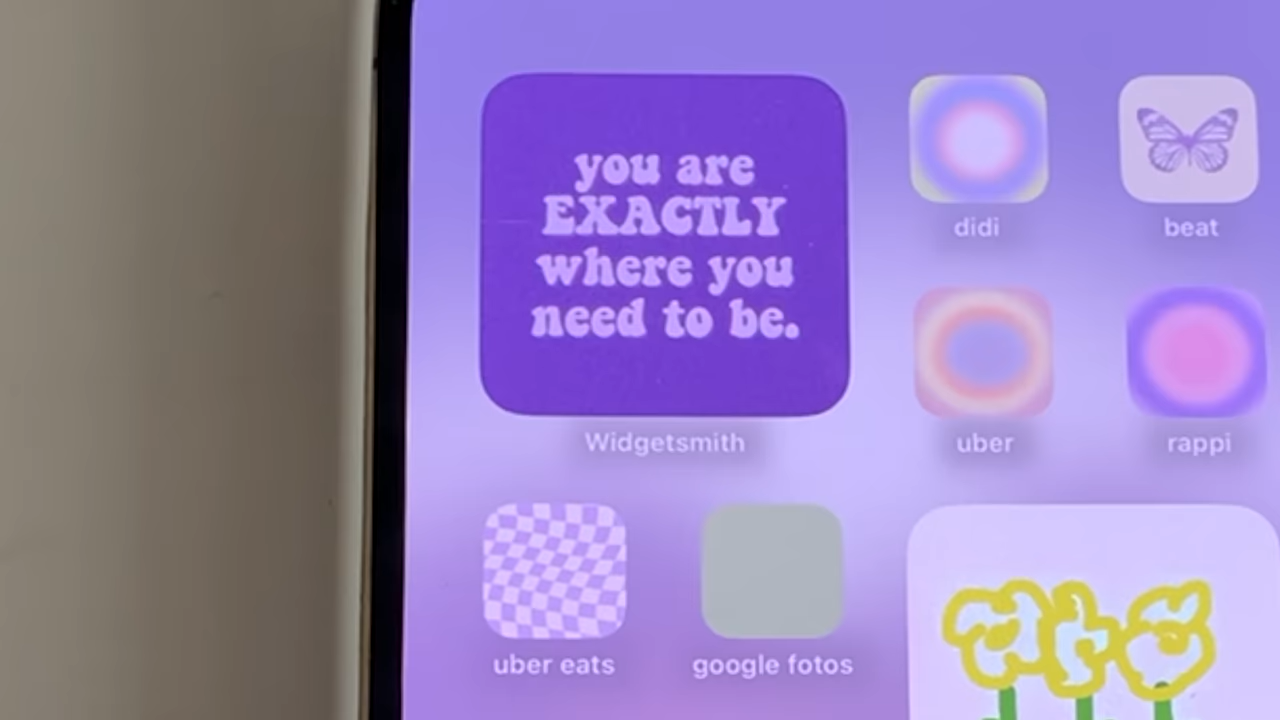 you are
EXACTLY
where you
need to be.
Widgetsmith
didi
beat
uber
rappi
uber eats
google fotos